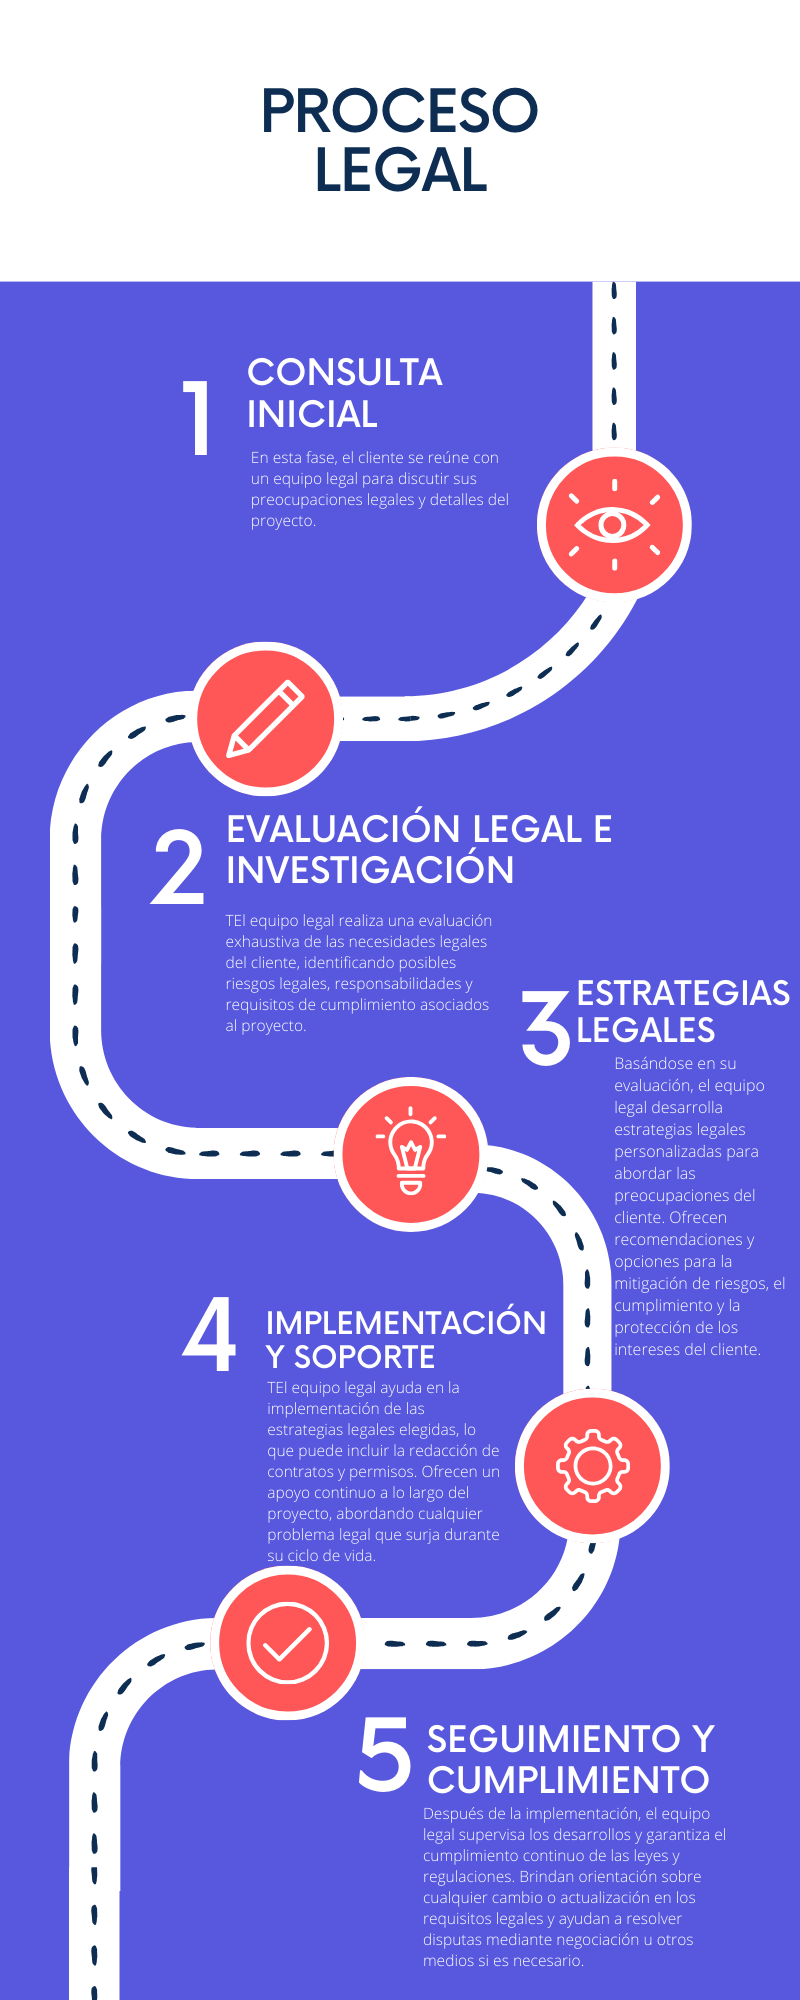 PROCESO
LEGAL
1
CONSULTA
INICIAL
En esta fase, el cliente se reúne con
un equipo legal para discutir sus
preocupaciones legales y detalles del
proyecto.
2
EVALUACIÓN LEGAL E
INVESTIGACIÓN
TEl equipo legal realiza una evaluación
exhaustiva de las necesidades legales
del cliente, identificando posibles
riesgos legales, responsabilidades y
requisitos de cumplimiento asociados
al proyecto.
3
ESTRATEGIAS
LEGALES
Basándose en su
evaluación, el equipo
legal desarrolla
estrategias legales
personalizadas para
abordar las
preocupaciones del
cliente. Ofrecen
recomendaciones y
opciones para la
mitigación de riesgos, el
cumplimiento y la
protección de los
intereses del cliente.
4
IMPLEMENTACIÓN
Y SOPORTE
TEl equipo legal ayuda en la
implementación de las
estrategias legales elegidas, lo
que puede incluir la redacción de
contratos y permisos. Ofrecen un
apoyo continuo a lo largo del
proyecto, abordando cualquier
problema legal que surja durante
su ciclo de vida.
5
SEGUIMIENTO Y
CUMPLIMIENTO
Después de la implementación, el equipo
legal supervisa los desarrollos y garantiza el
cumplimiento continuo de las leyes y
regulaciones. Brindan orientación sobre
cualquier cambio o actualización en los
requisitos legales y ayudan a resolver
disputas mediante negociación u otros
medios si es necesario.